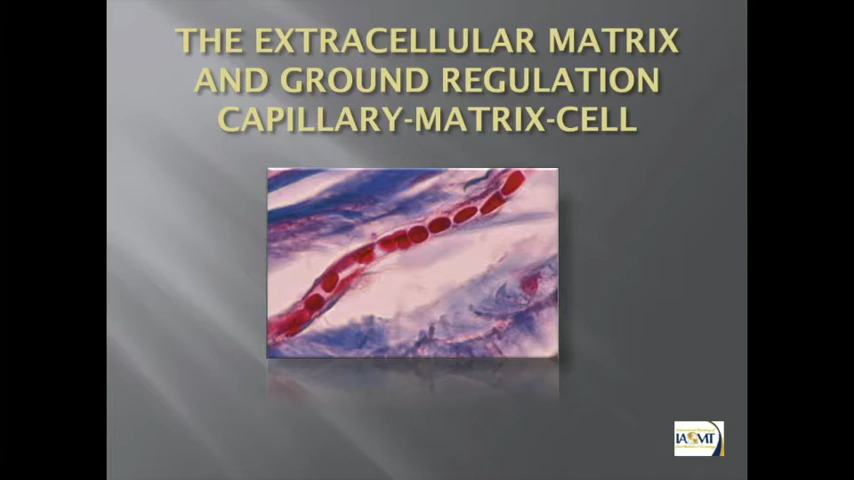 THE EXTRACELLULAR MATRIX
AND GROUND REGULATION
CAPILLARY-MATRIX-CELL
IAOMT